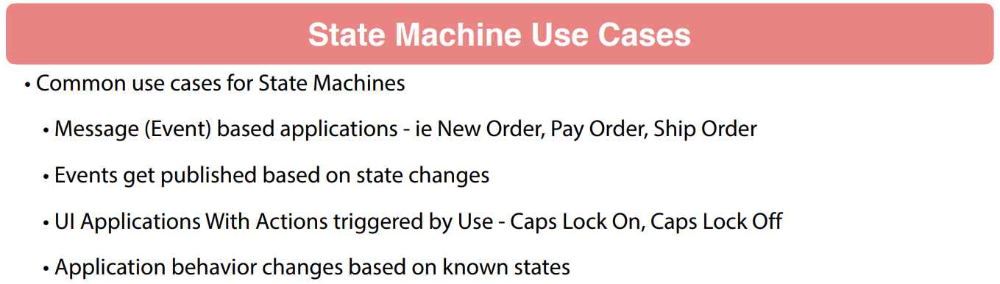 State Machine Use Cases
• Common use cases for State Machines
• Message (Event) based applications - ie New Order, Pay Order, Ship Order
• Events get published based on state changes
• UI Applications With Actions triggered by Use - Caps Lock On, Caps Lock Off
• Application behavior changes based on known states